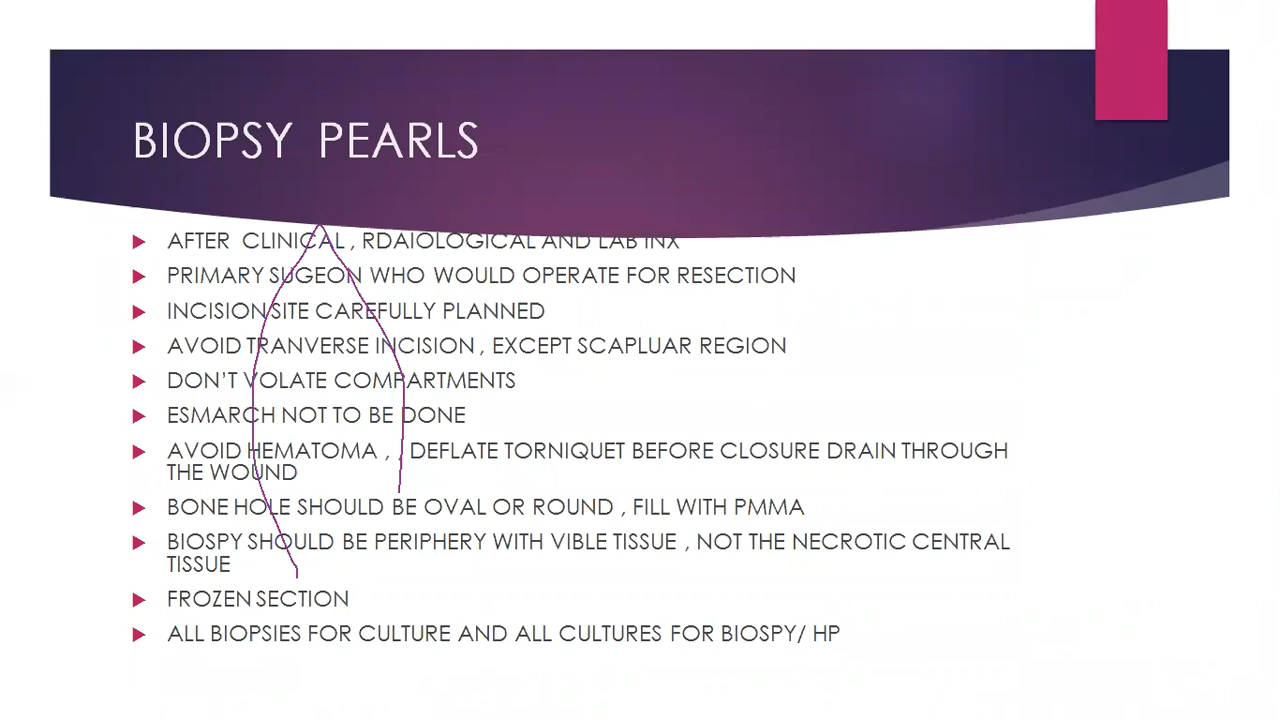 BIOPSY PEARLS
AFTER CLINICAL , RDAIOLOGICAL AND LAB INX
PRIMARY SUGEON WHO WOULD OPERATE FOR RESECTION
INCISION SITE CAREFULLY PLANNED
AVOID TRANVERSE INCISION , EXCEPT SCAPLUAR REGION
DON'T VOLATE COMPARTMENTS
ESMARCH NOT TO BE DONE
AVOID HEMATOMA , , DEFLATE TORNIQUET BEFORE CLOSURE DRAIN THROUGH
THE WOUND
BONE HOLE SHOULD BE OVAL OR ROUND , FILL WITH PMMA
BIOSPY SHOULD BE PERIPHERY WITH VIBLE TISSUE , NOT THE NECROTIC CENTRAL
TISSUE
FROZEN SECTION
ALL BIOPSIES FOR CULTURE AND ALL CULTURES FOR BIOSPY/ HP